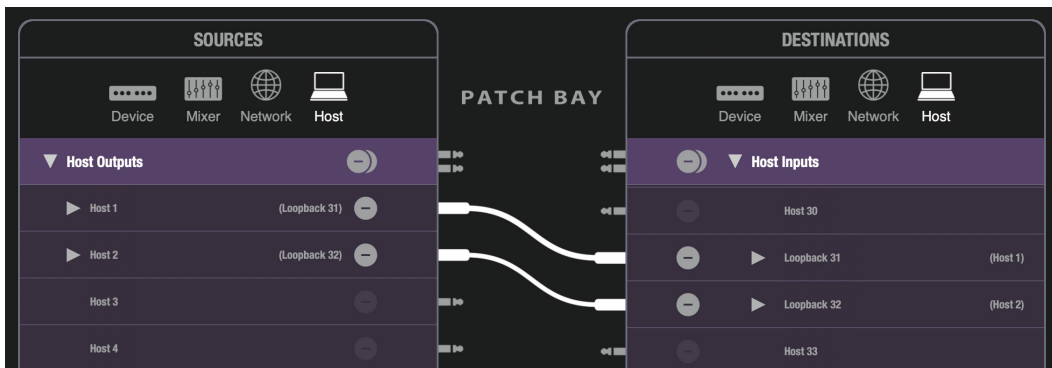 SOURCES
Device Mixer Network Host
Host Outputs
Host 1 (Loopback 31)
Host 2 (Loopback 32)
Host 3
Host 4
PATCH BAY
DESTINATIONS
Device Mixer Network Host
Host Inputs
Host 30
Loopback 31 (Host 1)
Loopback 32 (Host 2)
Host 33